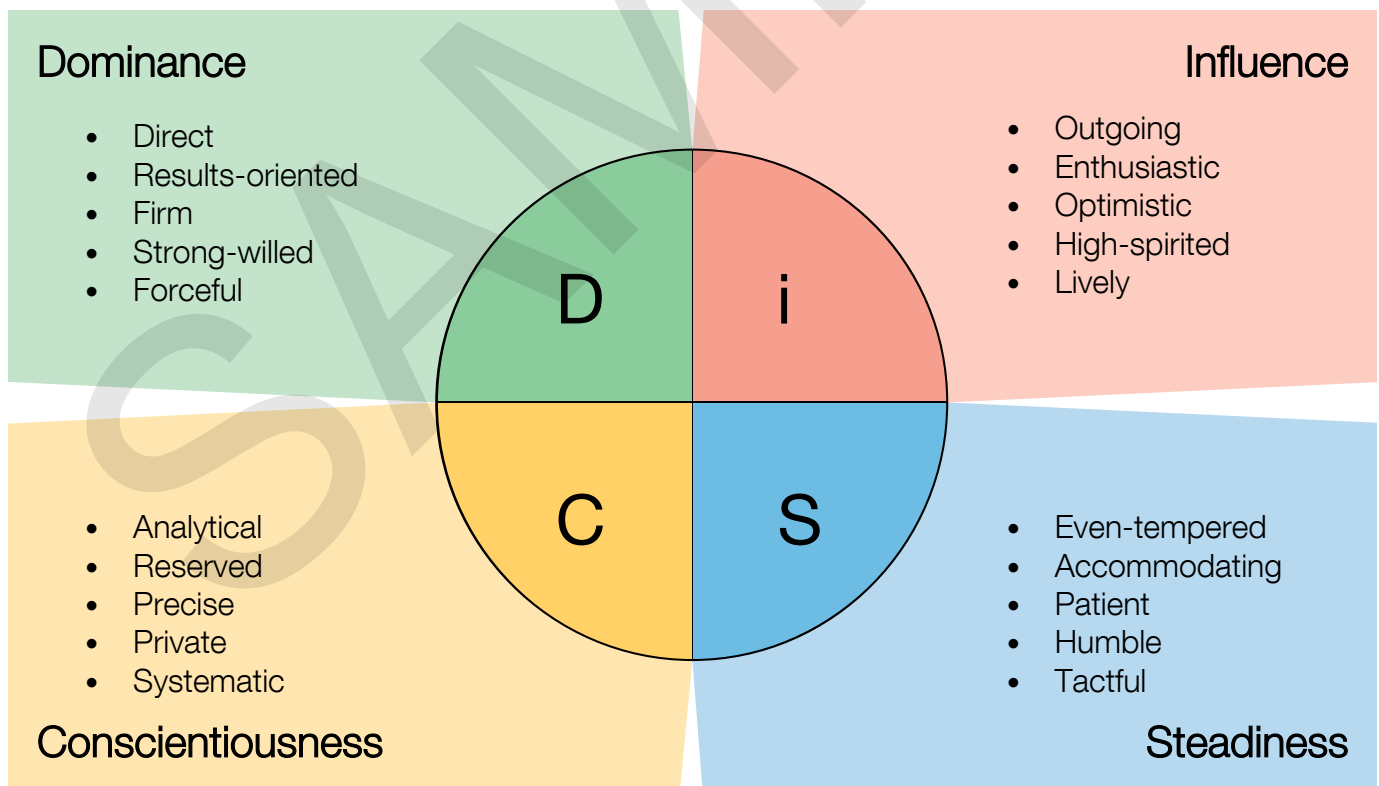 Dominance
• Direct
• Results-oriented
• Firm
• Strong-willed
• Forceful
Influence
• Outgoing
• Enthusiastic
• Optimistic
• High-spirited
• Lively
D
i
C
S
• Analytical
• Reserved
• Precise
• Private
• Systematic
Conscientiousness
• Even-tempered
• Accommodating
• Patient
• Humble
• Tactful
Steadiness